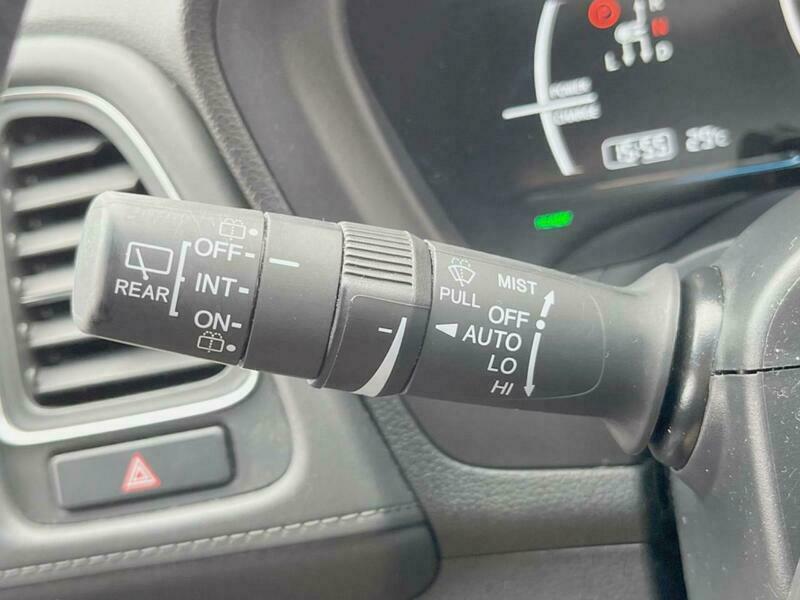 P
R
N
L D
POWER
CHARGE
15:55 29°C
OFF
INT
ON
REAR
PULL
MIST
OFF
AUTO
LO
HI